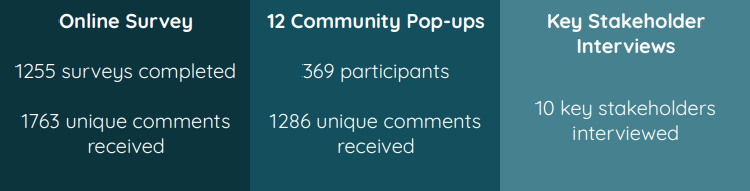 Online Survey
1255 surveys completed
1763 unique comments
received
12 Community Pop-ups
369 participants
1286 unique comments
received
Key Stakeholder
Interviews
10 key stakeholders
interviewed